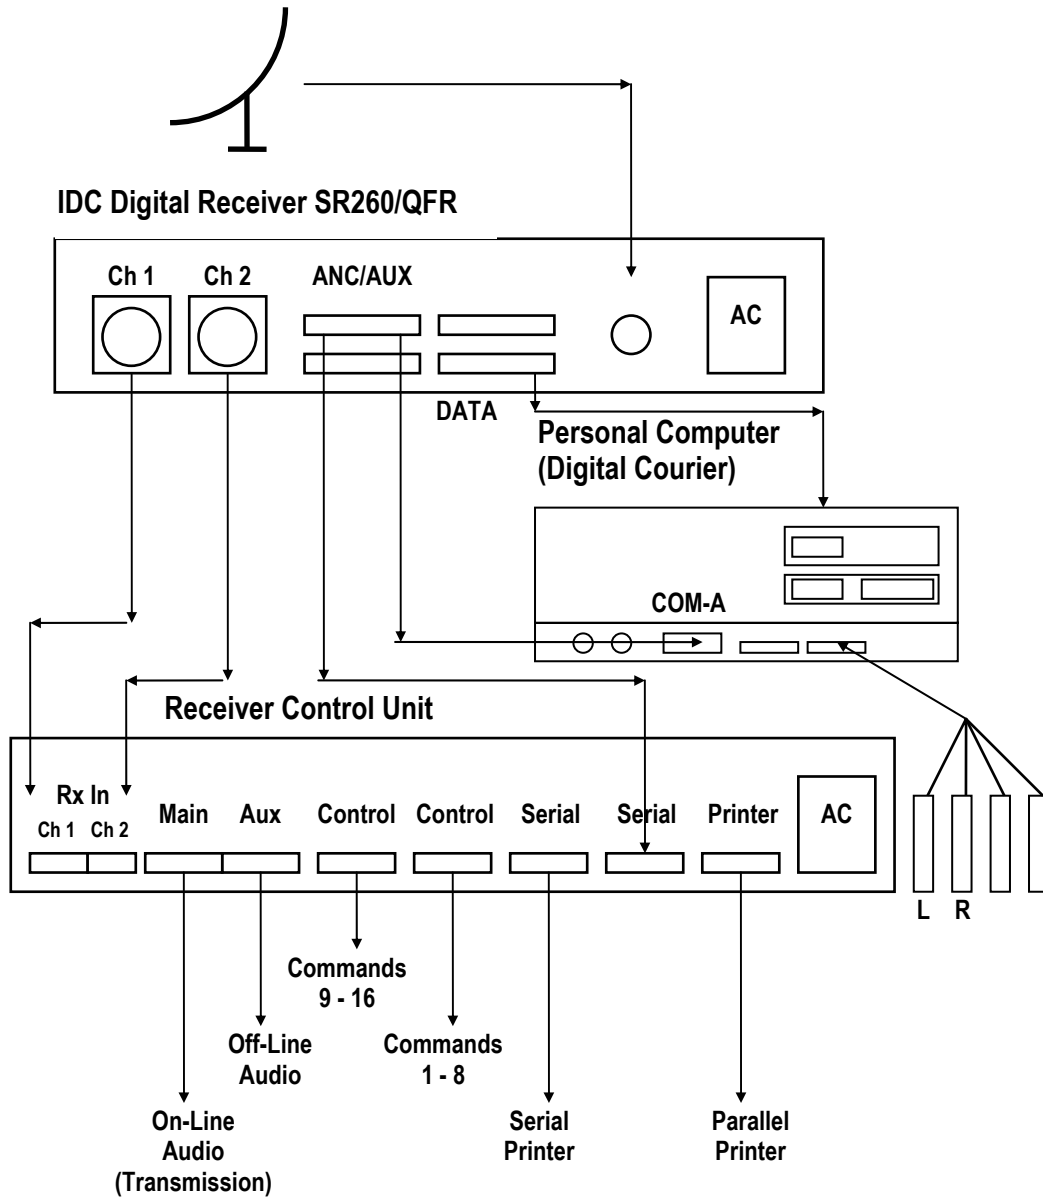 IDC Digital Receiver SR260/QFR
Ch 1
Ch 2
ANC/AUX
AC
DATA
Personal Computer
(Digital Courier)
COM-A
Receiver Control Unit
Rx In
Ch 1
Ch 2
Main
Aux
Control
Control
Serial
Serial
Printer
AC
L
R
Commands
9 - 16
Off-Line
Audio
Commands
1 - 8
On-Line
Audio
(Transmission)
Serial
Printer
Parallel
Printer